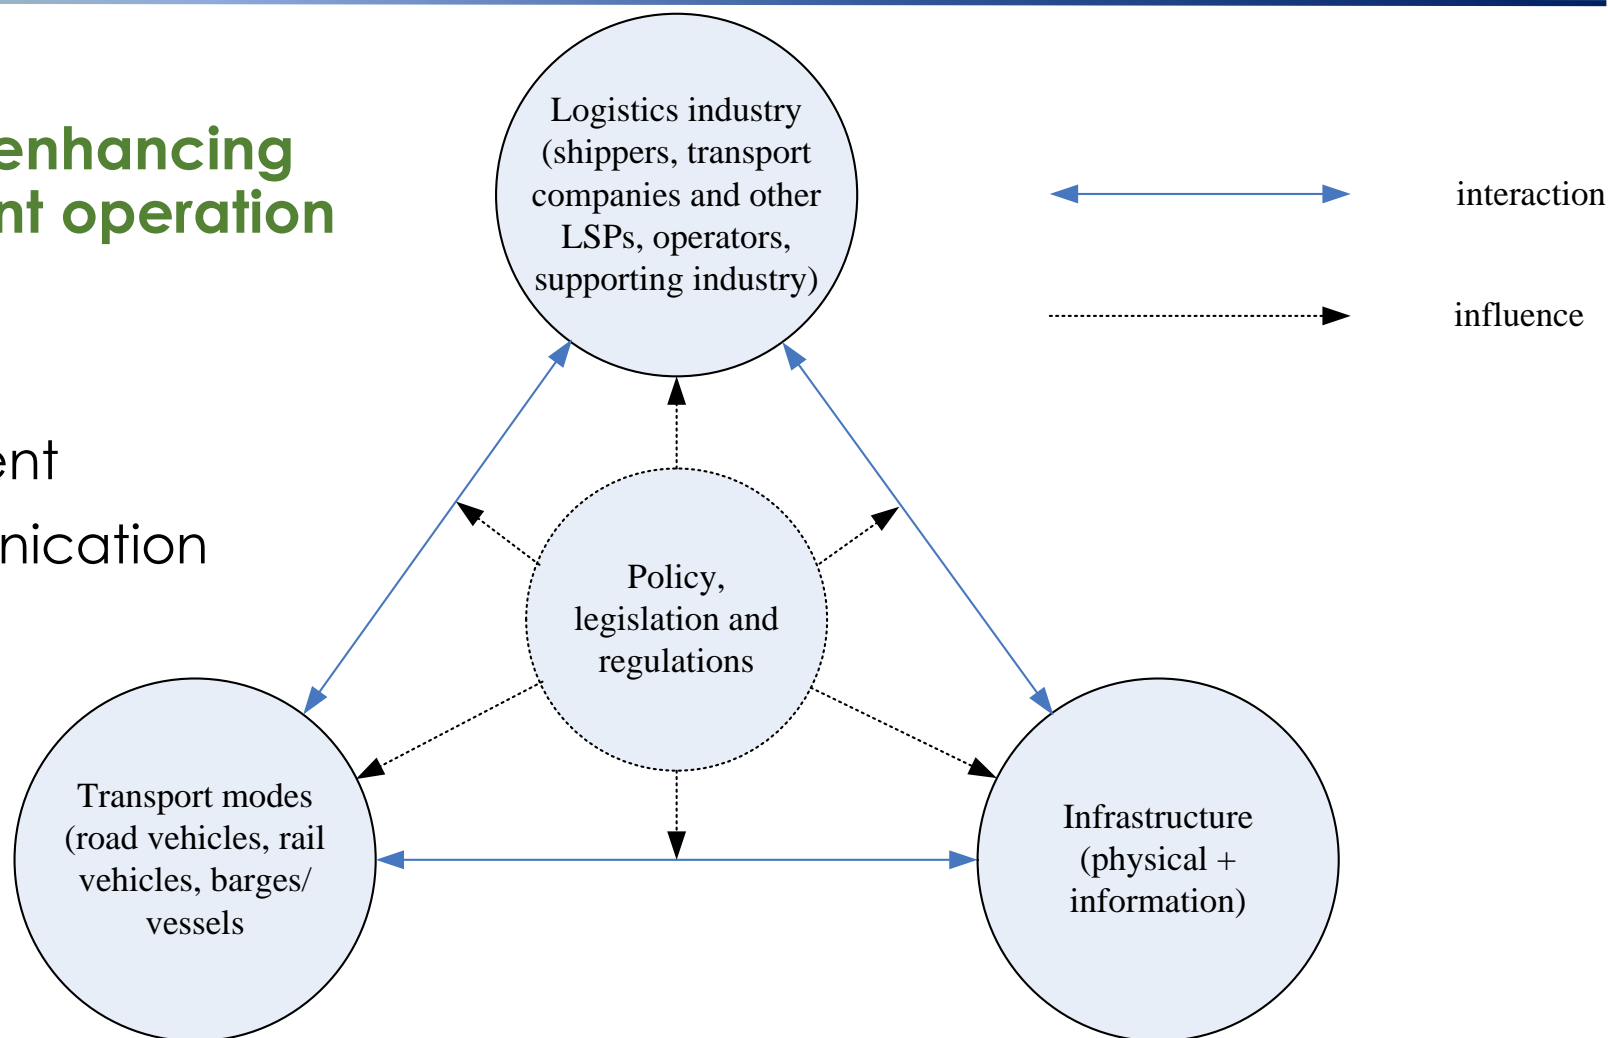 enhancing
nt operation
ent
nication
Logistics industry
(shippers, transport
companies and other
LSPs, operators,
supporting industry)
interaction
influence
Policy,
legislation and
regulations
Transport modes
(road vehicles, rail
vehicles, barges/
vessels
Infrastructure
(physical +
information)